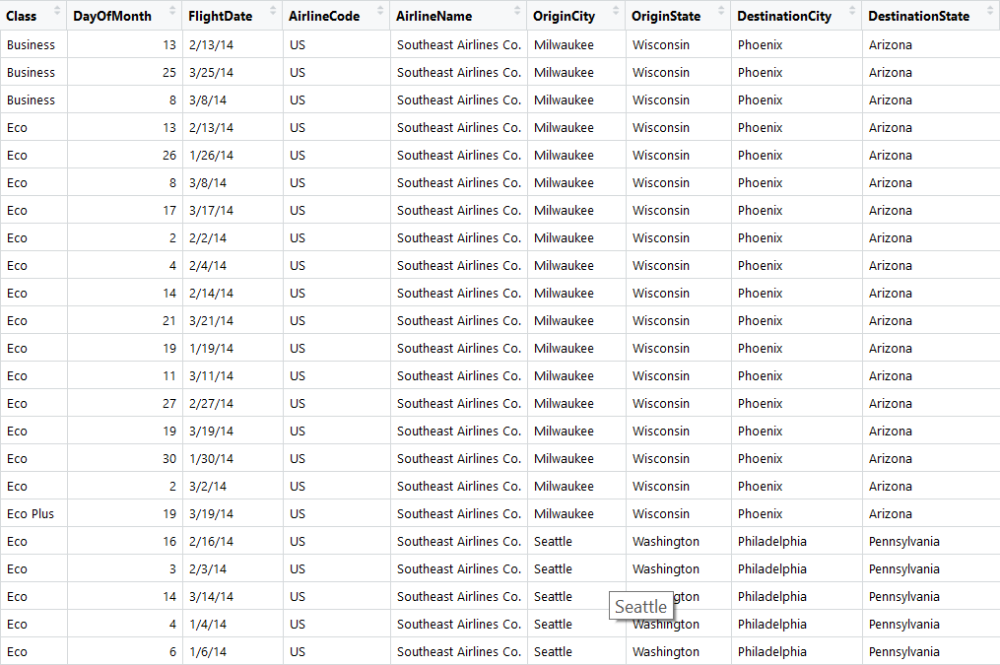 Class DayOfMonth FlightDate AirlineCode AirlineName OriginCity OriginState DestinationCity DestinationState
Business 13 2/13/14 US Southeast Airlines Co. Milwaukee Wisconsin Phoenix Arizona
Business 25 3/25/14 US Southeast Airlines Co. Milwaukee Wisconsin Phoenix Arizona
Business 8 3/8/14 US Southeast Airlines Co. Milwaukee Wisconsin Phoenix Arizona
Eco 13 2/13/14 US Southeast Airlines Co. Milwaukee Wisconsin Phoenix Arizona
Eco 26 1/26/14 US Southeast Airlines Co. Milwaukee Wisconsin Phoenix Arizona
Eco 8 3/8/14 US Southeast Airlines Co. Milwaukee Wisconsin Phoenix Arizona
Eco 17 3/17/14 US Southeast Airlines Co. Milwaukee Wisconsin Phoenix Arizona
Eco 2 2/2/14 US Southeast Airlines Co. Milwaukee Wisconsin Phoenix Arizona
Eco 4 2/4/14 US Southeast Airlines Co. Milwaukee Wisconsin Phoenix Arizona
Eco 14 2/14/14 US Southeast Airlines Co. Milwaukee Wisconsin Phoenix Arizona
Eco 21 3/21/14 US Southeast Airlines Co. Milwaukee Wisconsin Phoenix Arizona
Eco 19 1/19/14 US Southeast Airlines Co. Milwaukee Wisconsin Phoenix Arizona
Eco 11 3/11/14 US Southeast Airlines Co. Milwaukee Wisconsin Phoenix Arizona
Eco 27 2/27/14 US Southeast Airlines Co. Milwaukee Wisconsin Phoenix Arizona
Eco 19 3/19/14 US Southeast Airlines Co. Milwaukee Wisconsin Phoenix Arizona
Eco 30 1/30/14 US Southeast Airlines Co. Milwaukee Wisconsin Phoenix Arizona
Eco 2 3/2/14 US Southeast Airlines Co. Milwaukee Wisconsin Phoenix Arizona
Eco Plus 19 3/19/14 US Southeast Airlines Co. Milwaukee Wisconsin Phoenix Arizona
Eco 16 2/16/14 US Southeast Airlines Co. Seattle Washington Philadelphia Pennsylvania
Eco 3 2/3/14 US Southeast Airlines Co. Seattle Washington Philadelphia Pennsylvania
Eco 14 3/14/14 US Southeast Airlines Co. Seattle gton Philadelphia Pennsylvania
Seattle
Eco 4 1/4/14 US Southeast Airlines Co. Seattle Washington Philadelphia Pennsylvania
Eco 6 1/6/14 US Southeast Airlines Co. Seattle Washington Philadelphia Pennsylvania